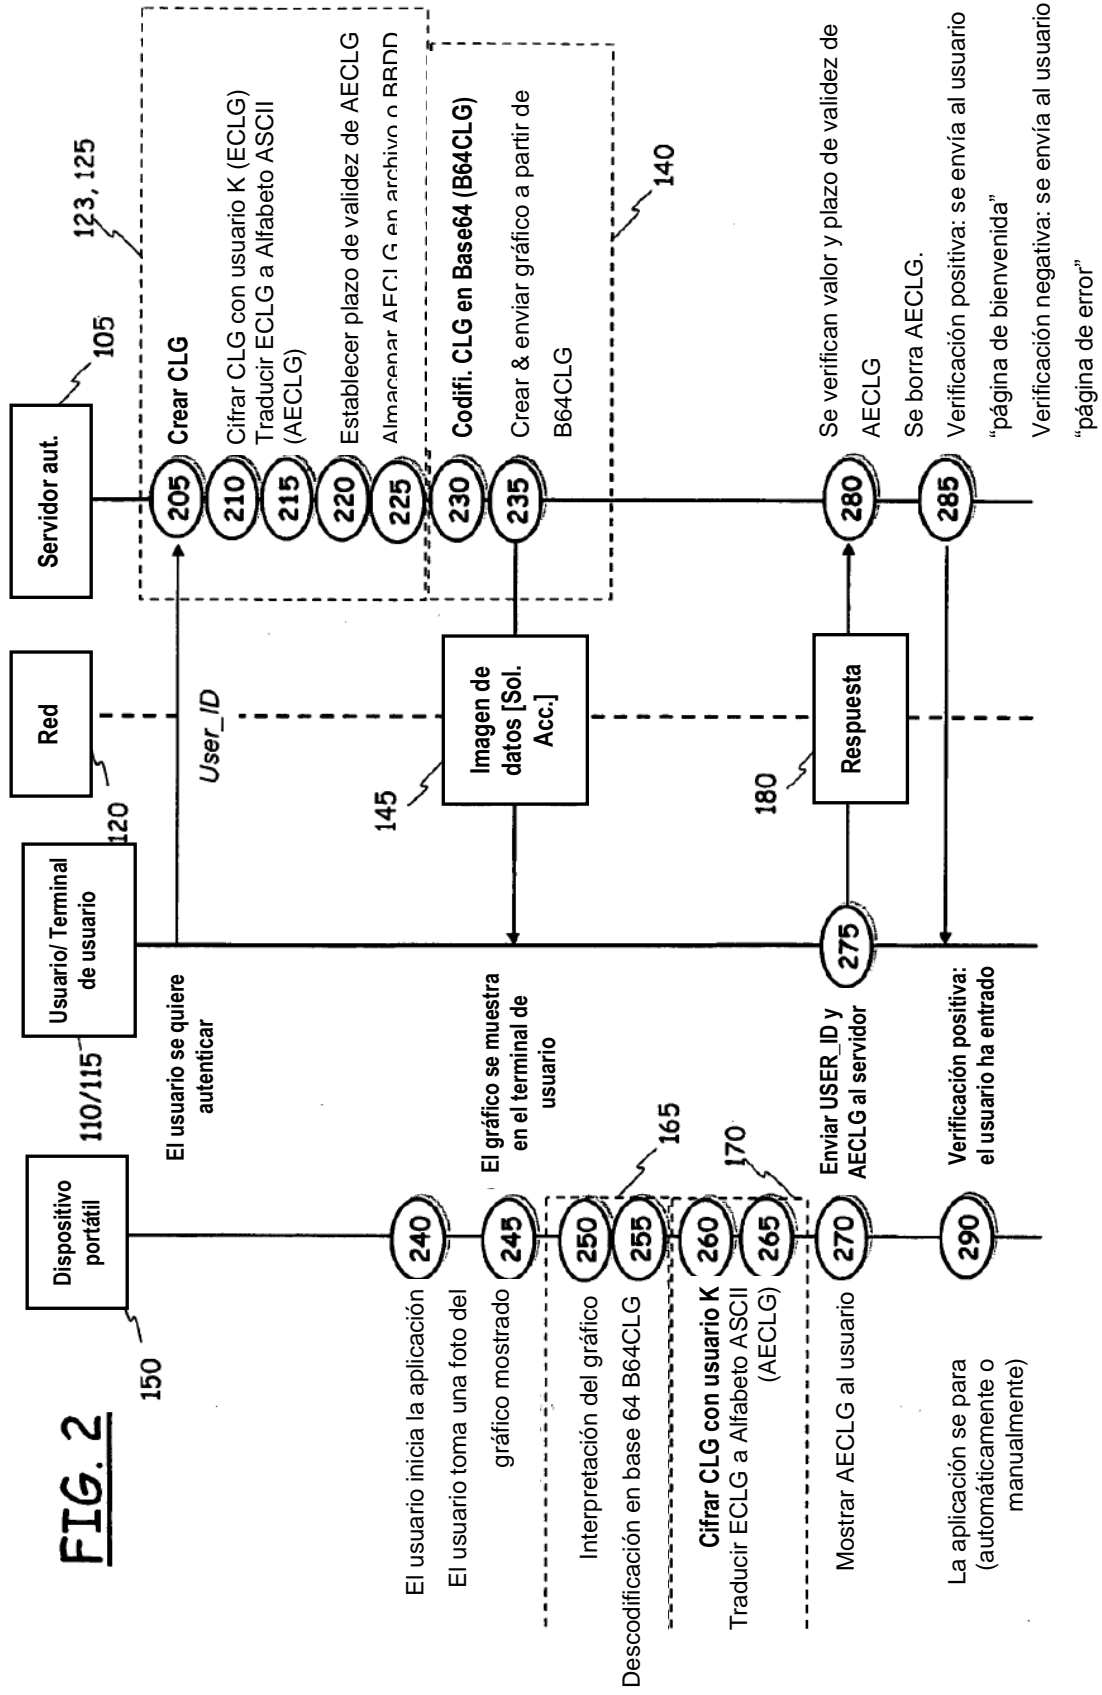 FIG. 2
150
Dispositivo
portátil
110/115
Usuario/ Terminal
de usuario
120
Red
105
Servidor aut.
123, 125
El usuario se quiere
autenticar
User_ID
205
Crear CLG
210
Cifrar CLG con usuario K (ECLG)
215
Traducir ECLG a Alfabeto ASCII
(AECLG)
220
Establecer plazo de validez de AECLG
225
Almacenar AECLG en archivo o BBDD
230
Codifi. CLG en Base64 (B64CLG)
235
Crear & enviar gráfico a partir de
B64CLG
140
145
Imagen de
datos [Sol.
Acc.]
El gráfico se muestra
en el terminal de
usuario
El usuario inicia la aplicación
240
El usuario toma una foto del
gráfico mostrado
245
Interpretación del gráfico
250
Descodificación en base 64 B64CLG
255
165
Cifrar CLG con usuario K
260
Traducir ECLG a Alfabeto ASCII
(AECLG)
265
170
Mostrar AECLG al usuario
270
Enviar USER_ID y
AECLG al servidor
275
180
Respuesta
280
Se verifican valor y plazo de validez de
AECLG
Se borra AECLG.
285
Verificación positiva: se envía al usuario
“página de bienvenida”
Verificación negativa: se envía al usuario
“página de error”
Verificación positiva:
el usuario ha entrado
290
La aplicación se para
(automáticamente o
manualmente)